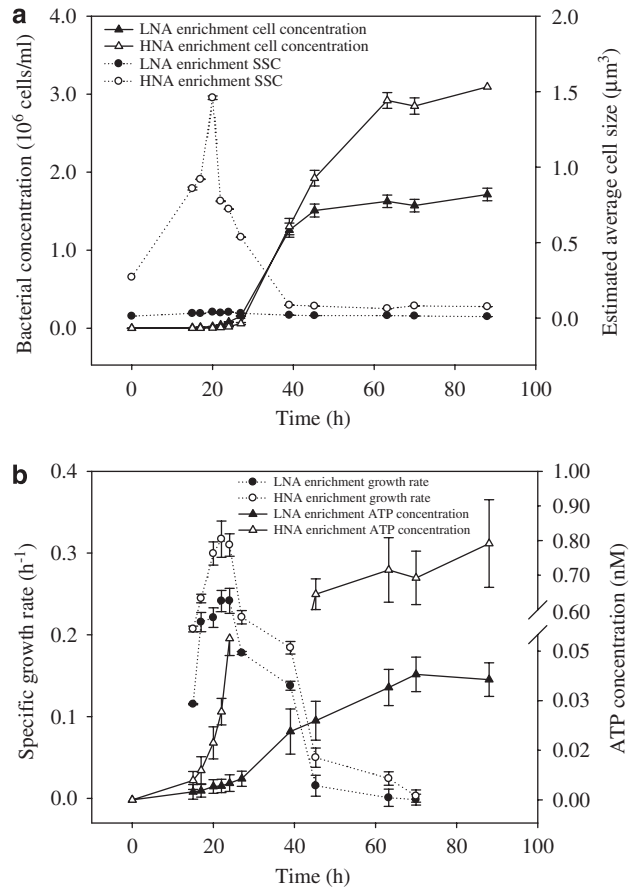 a
LNA enrichment cell concentration
HNA enrichment cell concentration
LNA enrichment SSC
HNA enrichment SSC
Bacterial concentration (10⁶ cells/ml)
4.0
3.0
2.0
1.0
0.0
Estimated average cell size (μm³)
2.0
1.5
1.0
0.5
0.0
0 20 40 60 80 100
Time (h)
b
LNA enrichment growth rate
HNA enrichment growth rate
LNA enrichment ATP concentration
HNA enrichment ATP concentration
Specific growth rate (h⁻¹)
0.4
0.3
0.2
0.1
0.0
ATP concentration (nM)
1.00
0.90
0.80
0.70
0.60
0.05
0.03
0.02
0.00
0 20 40 60 80 100
Time (h)